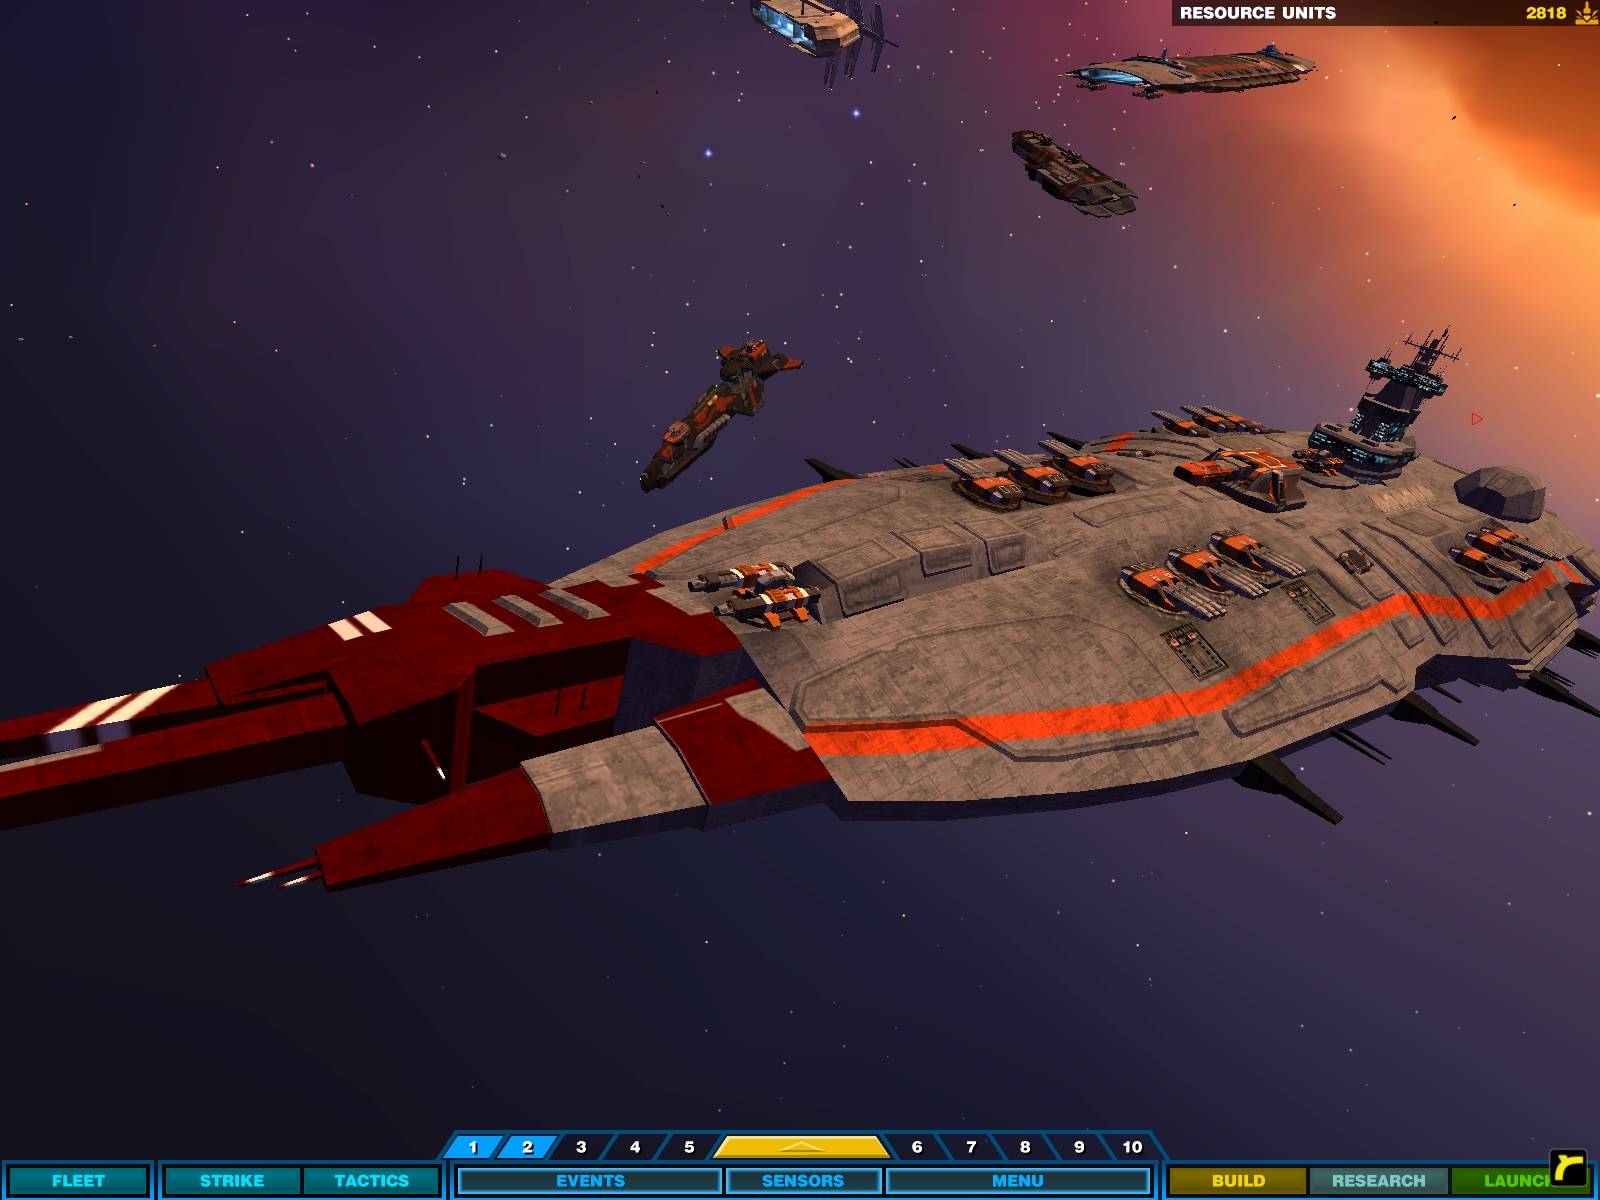 RESOURCE UNITS 2818
1 2 3 4 5 6 7 8 9 10
FLEET STRIKE TACTICS EVENTS SENSORS MENU BUILD RESEARCH LAUNCH